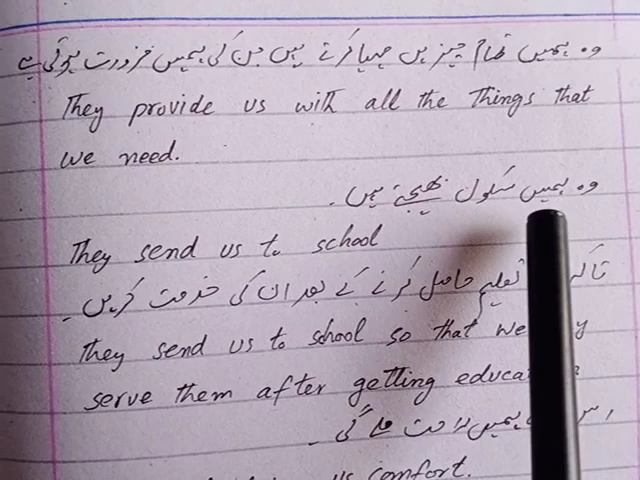 وہ ہمیں تمام چیزیں مہیا کرتے ہیں جن کی ہمیں ضرورت ہوتی ہے
They provide us with all the things that
we need.
وہ ہمیں سکول بھیجتے ہیں۔
They send us to school
تاکہ تعلیم حاصل کرنے کے بعد ان کی خدمت کریں۔
They send us to school so that we
serve them after getting
ہمیں راحت ملے گی۔
us comfort.